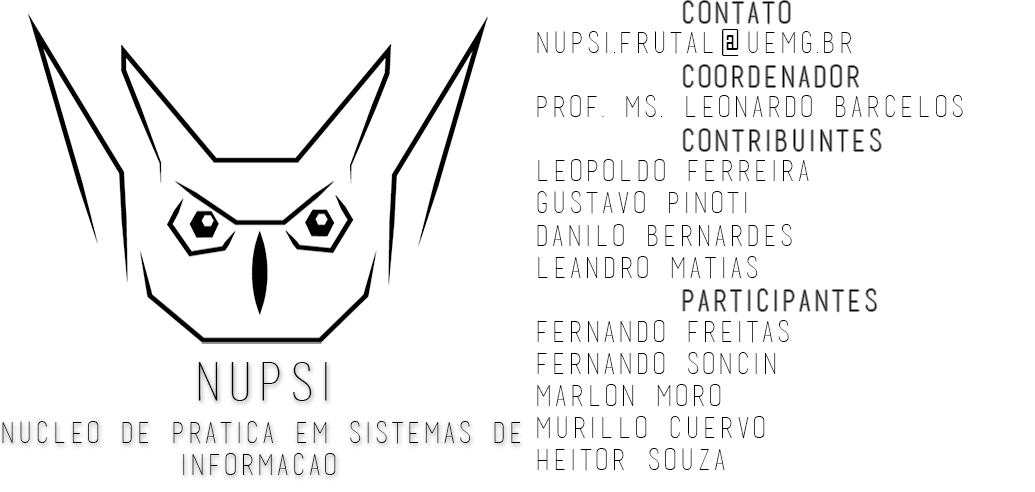 NUPSI
NUCLEO DE PRATICA EM SISTEMAS DE
INFORMACAO
CONTATO
NUPSI.FRUTAL@UEMG.BR
COORDENADOR
PROF. MS. LEONARDO BARCELOS
CONTRIBUINTES
LEOPOLDO FERREIRA
GUSTAVO PINOTI
DANILO BERNARDES
LEANDRO MATIAS
PARTICIPANTES
FERNANDO FREITAS
FERNANDO SONCIN
MARLON MORO
MURILLO CUERVO
HEITOR SOUZA